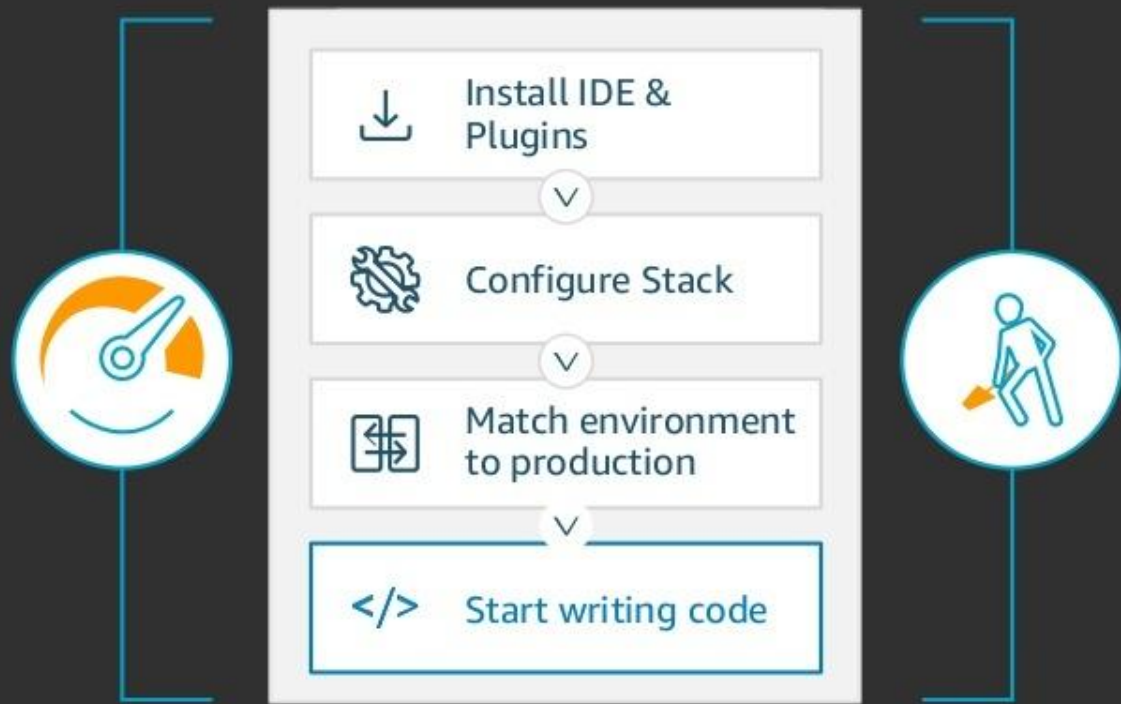 Install IDE &
Plugins
Configure Stack
Match environment
to production
</> Start writing code